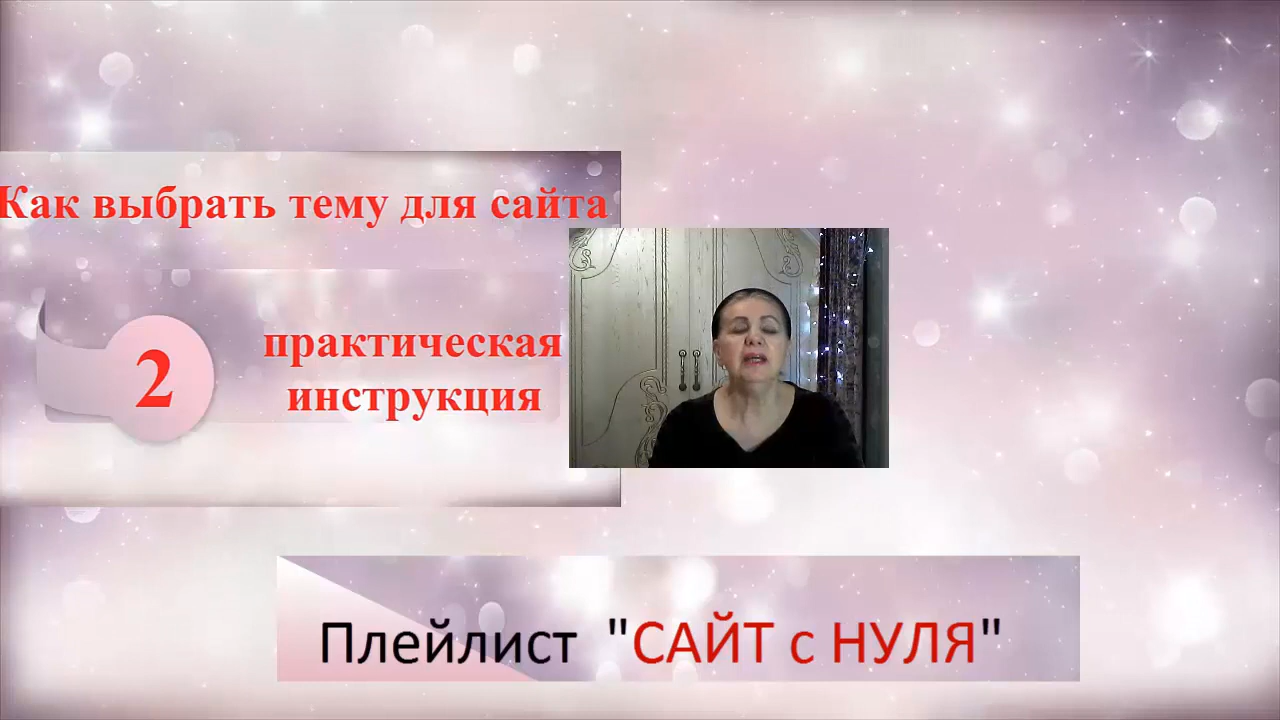 Как выбрать тему для сайта
2
практическая
инструкция
Плейлист "САЙТ с НУЛЯ"